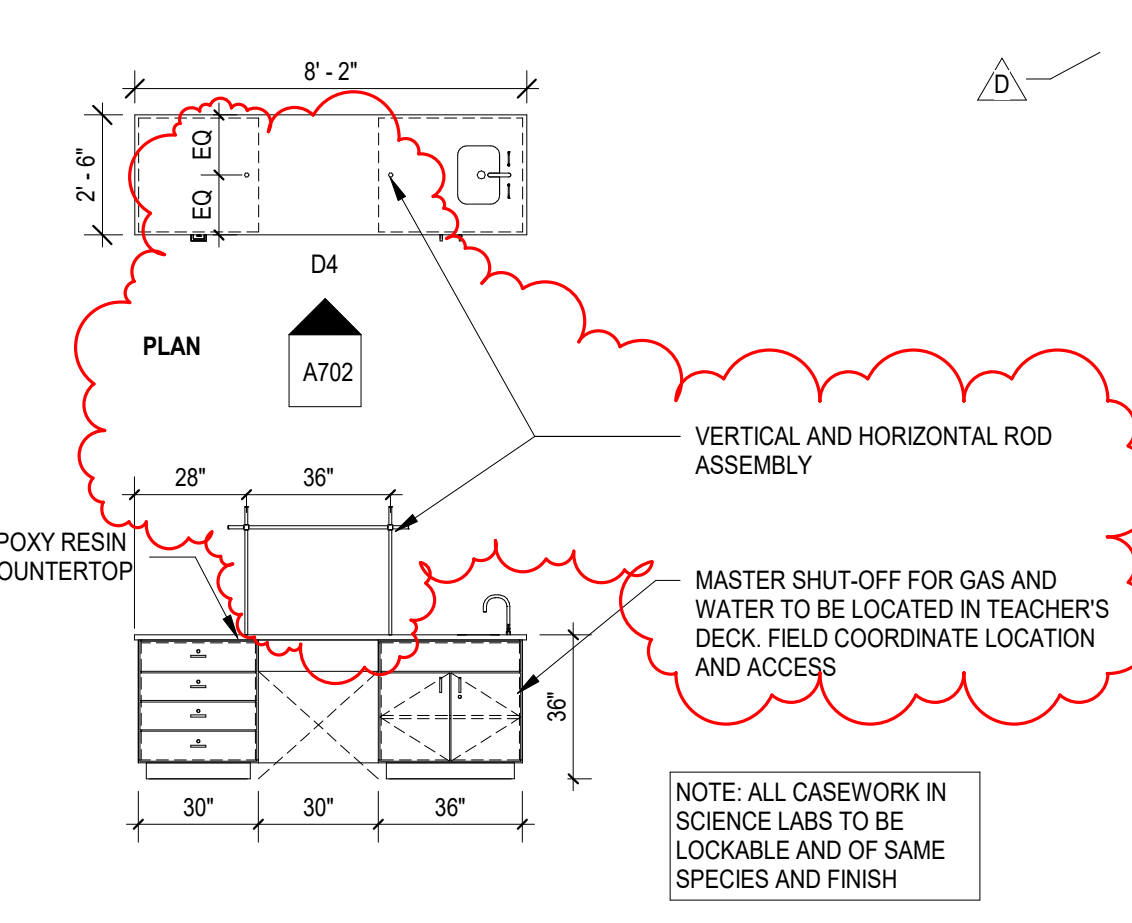 8' - 2"
D
2' - 6"
EQ
EQ
D4
PLAN
A702
VERTICAL AND HORIZONTAL ROD
ASSEMBLY
28"
36"
POXY RESIN
OUNTERTOP
MASTER SHUT-OFF FOR GAS AND
WATER TO BE LOCATED IN TEACHER'S
DECK. FIELD COORDINATE LOCATION
AND ACCESS
36"
30"
30"
36"
NOTE: ALL CASEWORK IN
SCIENCE LABS TO BE
LOCKABLE AND OF SAME
SPECIES AND FINISH